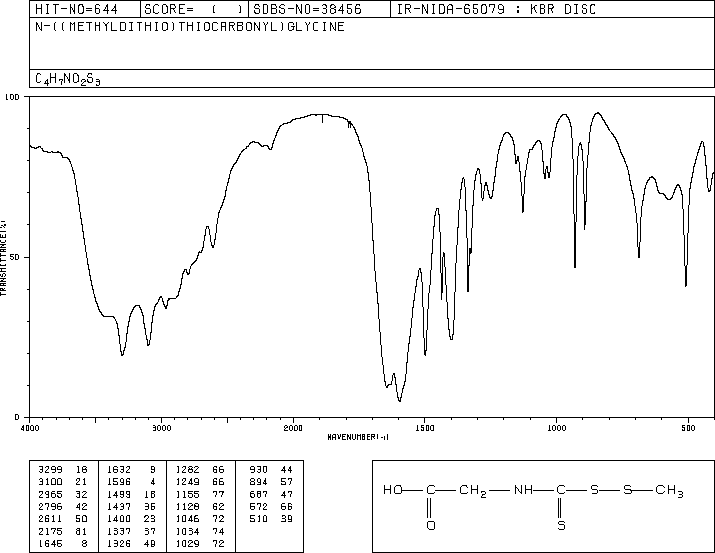 HIT-NO=644 SCORE= ( ) SDBS-NO=38456 IR-NIDA-65079 : KBR DISC
N-((METHYLDITHIO)THIOCARBONYL)GLYCINE
C4H7NO2S3
100
50
0
TRANSMITTANCE(%)
4000 3000 2000 1500 1000 500
WAVENUMBER(-1)
3299 18 1632 9 1282 66 930 44
3100 21 1596 4 1249 66 894 57
2965 32 1499 18 1155 77 687 47
2796 42 1437 36 1128 62 572 66
2611 50 1400 23 1046 72 510 39
2175 81 1337 37 1034 74
1645 8 1326 49 1029 72
HO C CH2 NH C S S CH3
O S